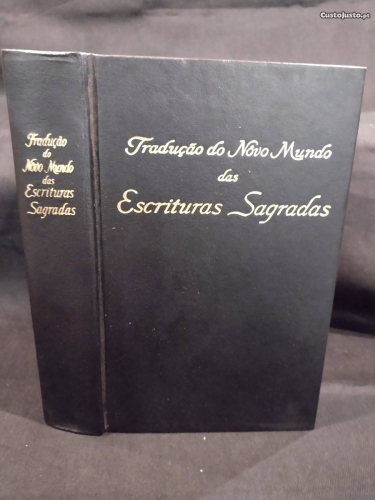 CustoJusto.pt
Tradução
do
Novo Mundo
das
Escrituras
Sagradas
Tradução do Novo Mundo
das
Escrituras Sagradas